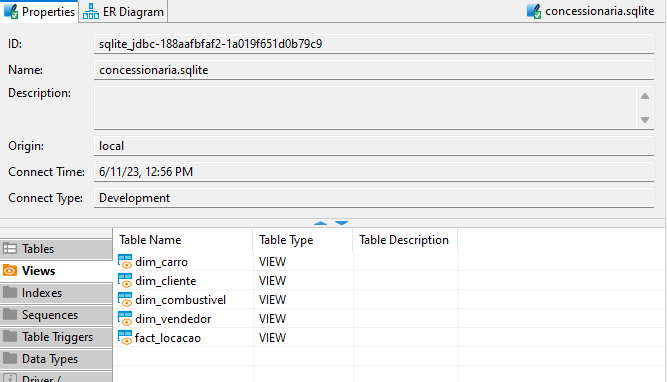 Properties ER Diagram concessionaria.sqlite
ID: sqlite_jdbc-188aafbfaf2-1a019f651d0b79c9
Name: concessionaria.sqlite
Description:
Origin: local
Connect Time: 6/11/23, 12:56 PM
Connect Type: Development
Table Name Table Type Table Description
Tables
Views
Indexes
Sequences
Table Triggers
Data Types
Driver /
dim_carro VIEW
dim_cliente VIEW
dim_combustivel VIEW
dim_vendedor VIEW
fact_locacao VIEW